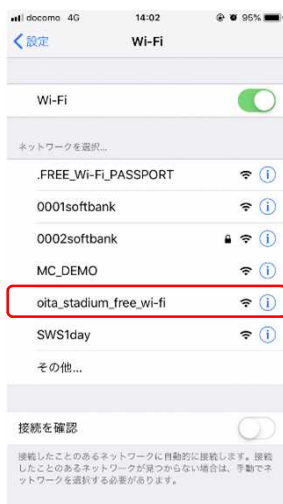 docomo 4G 14:02 95%
設定 Wi-Fi
Wi-Fi
ネットワークを選択...
.FREE_Wi-Fi_PASSPORT
0001softbank
0002softbank
MC_DEMO
oita_stadium_free_wi-fi
SWS1day
その他...
接続を確認
接続したことのあるネットワークに自動的に接続します。接続
したことのあるネットワークが見つからない場合は、手動でネ
ットワークを選択する必要があります。